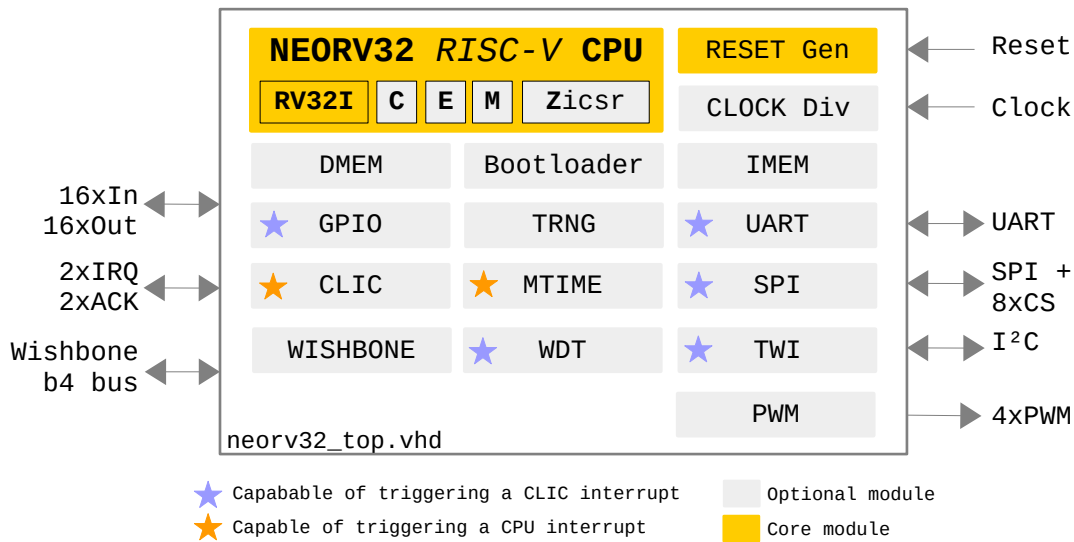 NEORV32 RISC-V CPU
RV32I C E M Zicsr
RESET Gen
CLOCK Div
DMEM Bootloader IMEM
GPIO TRNG UART
CLIC MTIME SPI
WISHBONE WDT TWI
PWM
neorv32_top.vhd
16xIn
16xOut
2xIRQ
2xACK
Wishbone
b4 bus
Reset
Clock
UART
SPI +
8xCS
I²C
4xPWM
Capabable of triggering a CLIC interrupt
Capable of triggering a CPU interrupt
Optional module
Core module